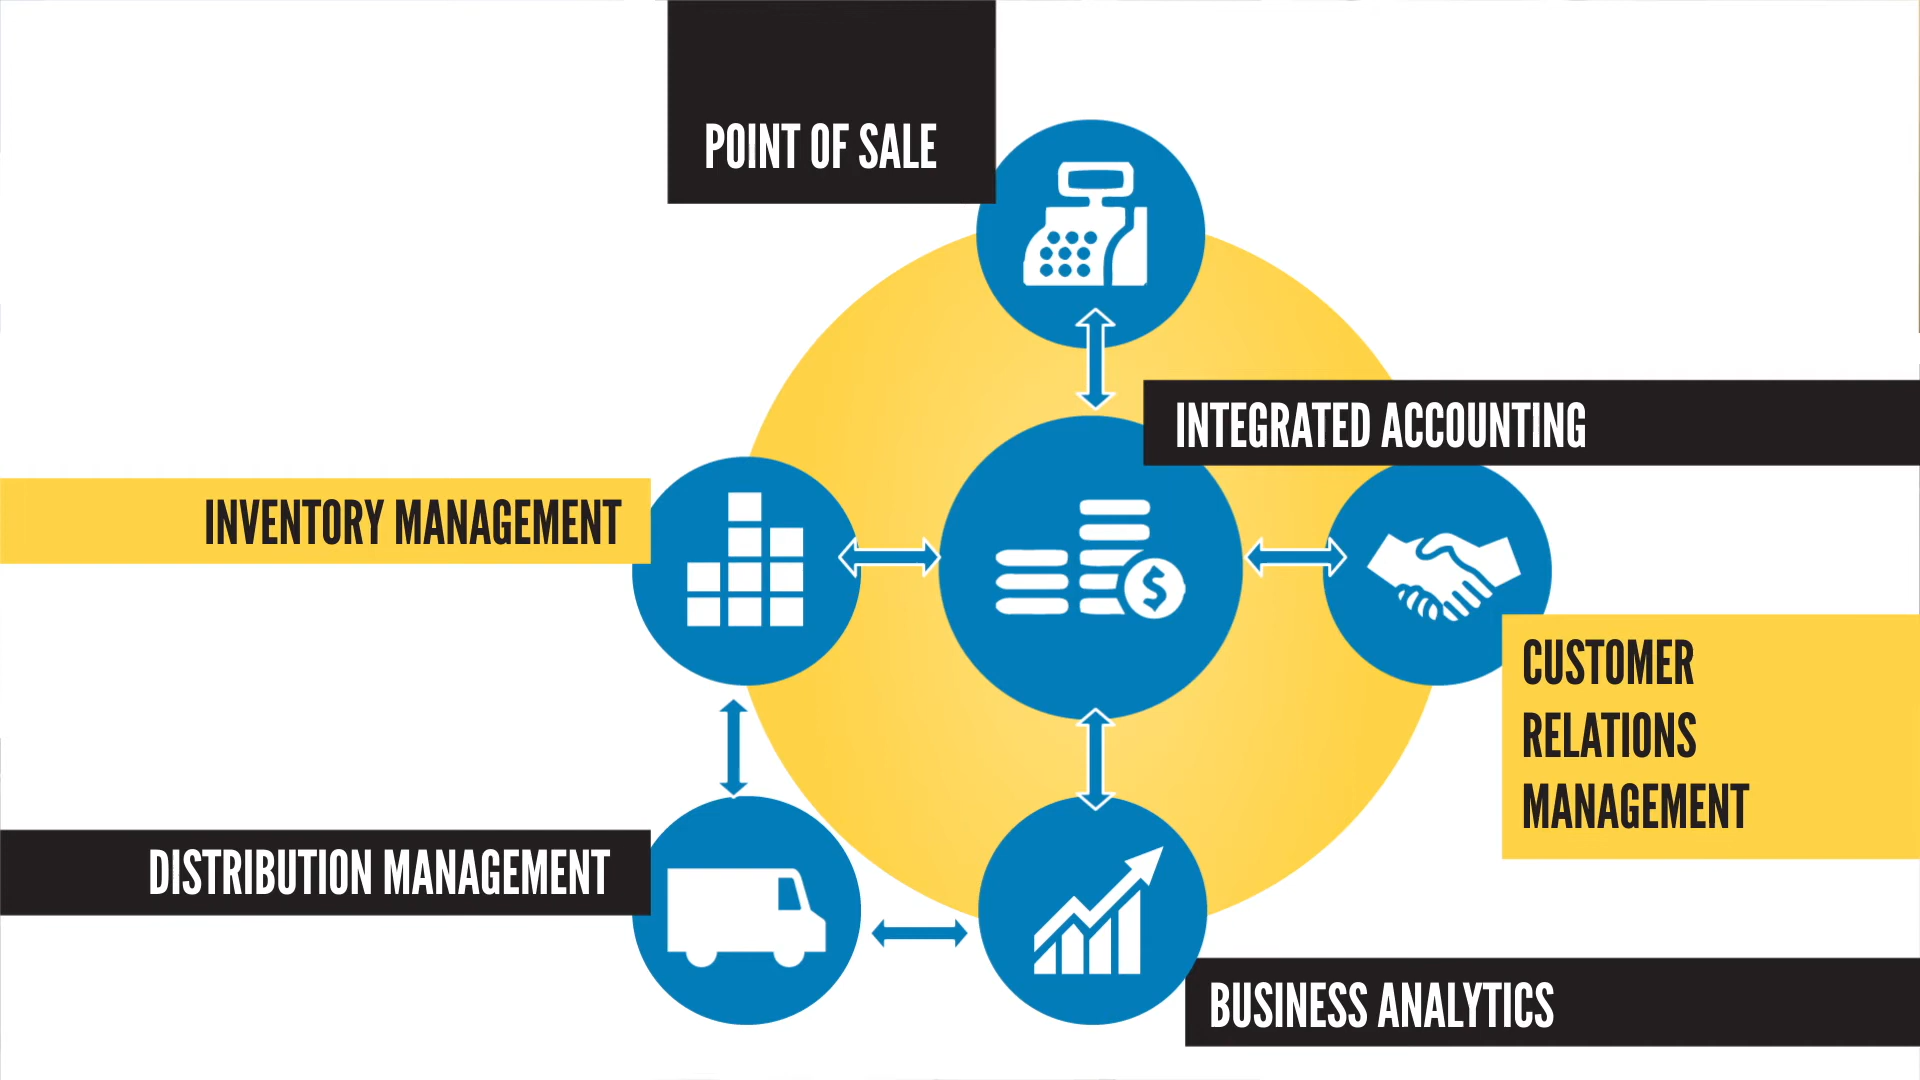 POINT OF SALE
INTEGRATED ACCOUNTING
INVENTORY MANAGEMENT
$
CUSTOMER
RELATIONS
MANAGEMENT
DISTRIBUTION MANAGEMENT
BUSINESS ANALYTICS